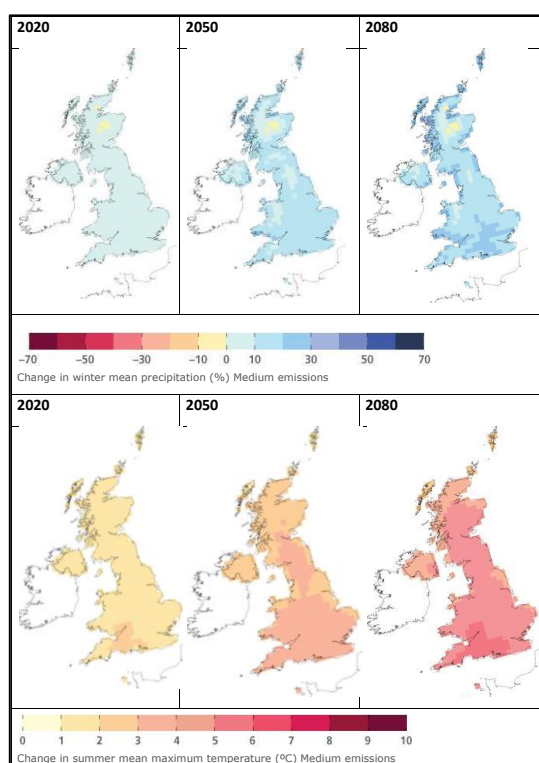 2020 2050 2080
−70 −50 −30 −10 0 10 30 50 70
Change in winter mean precipitation (%) Medium emissions
2020 2050 2080
0 1 2 3 4 5 6 7 8 9 10
Change in summer mean maximum temperature (ºC) Medium emissions